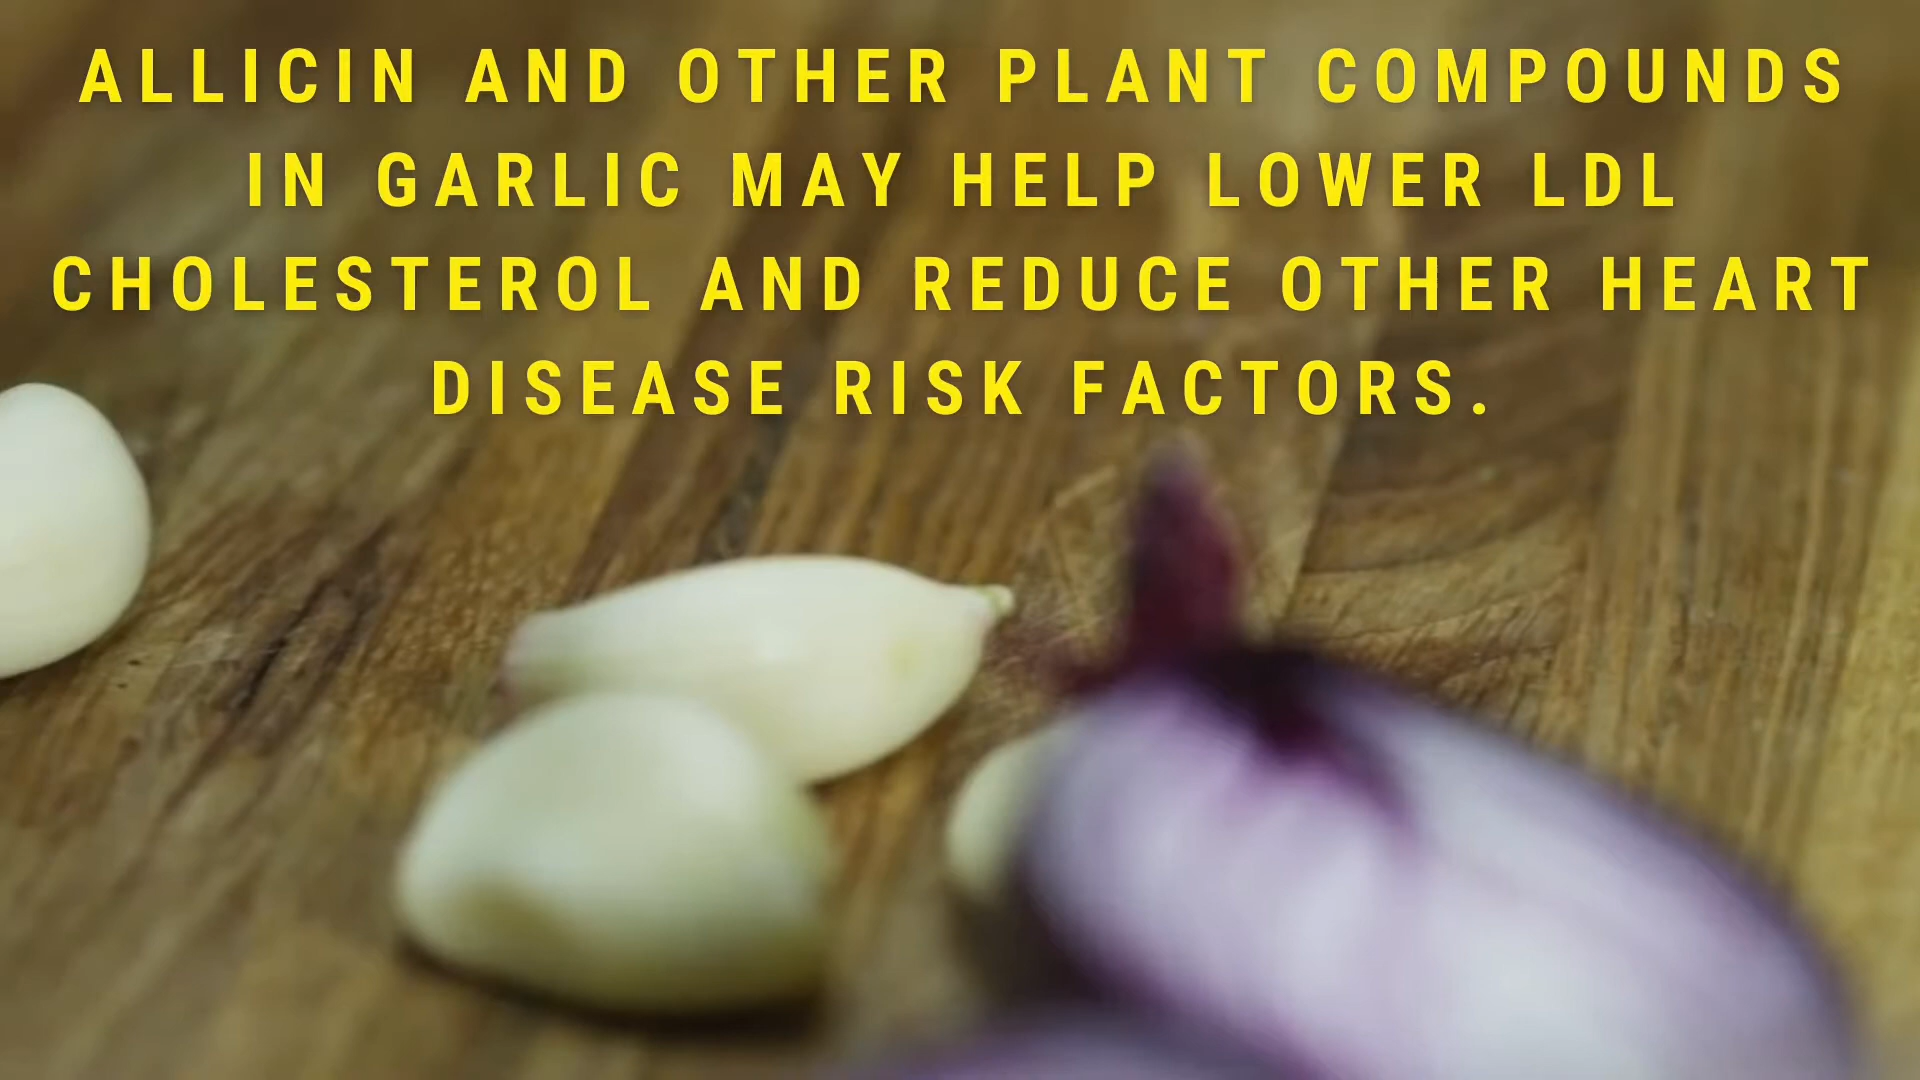 ALLICIN AND OTHER PLANT COMPOUNDS
IN GARLIC MAY HELP LOWER LDL
CHOLESTEROL AND REDUCE OTHER HEART
DISEASE RISK FACTORS.